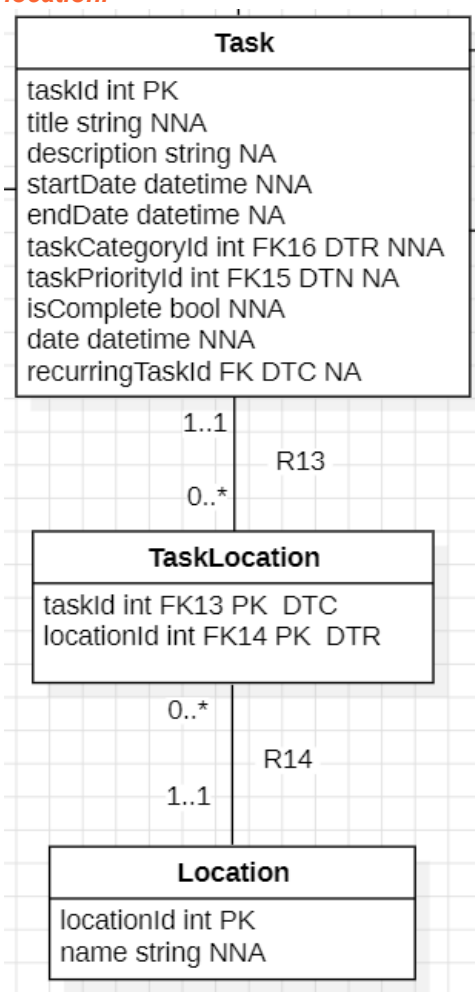 location.
Task
taskId int PK
title string NNA
description string NA
startDate datetime NNA
endDate datetime NA
taskCategoryId int FK16 DTR NNA
taskPriorityId int FK15 DTN NA
isComplete bool NNA
date datetime NNA
recurringTaskId FK DTC NA
1..1
R13
0..*
TaskLocation
taskId int FK13 PK  DTC
locationId int FK14 PK  DTR
0..*
R14
1..1
Location
locationId int PK
name string NNA